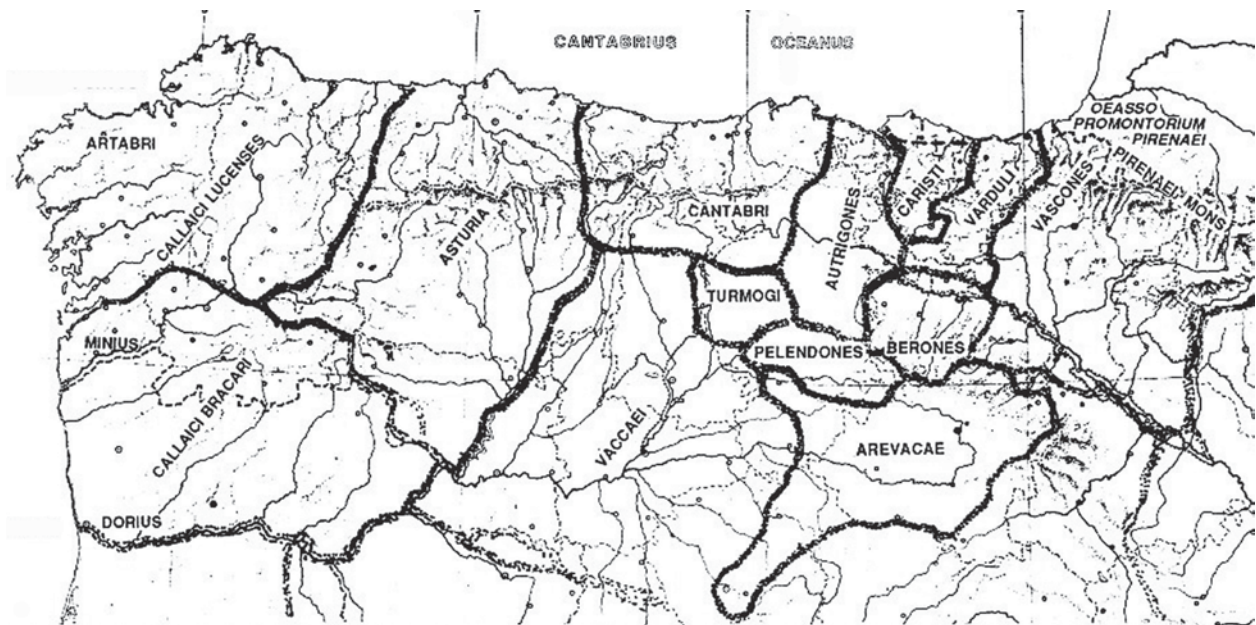 CANTABRIUS OCEANUS
OEASSO
PROMONTORIUM
PIRENAEI
ARTABRI
CALLAICI LUCENSES
ASTURIA
CANTABRI
AUTRIGONES
CARISTI
VARDULI
VASCONES
PIRENAEI MONS
TURMOGI
MINIUS
PELENDONES
BERONES
CALLAICI BRACARI
VACCAEI
AREVACAE
DORIUS